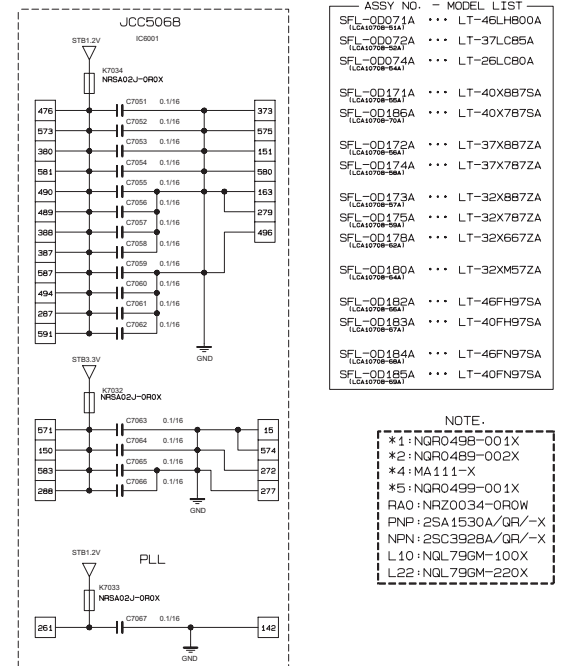 JCC5068
IC6001
STB1.2V
K7034
NRSA02J-0R0X
476 C7051 0.1/16 373
573 C7052 0.1/16 575
380 C7053 0.1/16 151
581 C7054 0.1/16 580
490 C7055 0.1/16 163
489 C7056 0.1/16 279
388 C7057 0.1/16 496
387 C7058 0.1/16
587 C7059 0.1/16
494 C7060 0.1/16
287 C7061 0.1/16
591 C7062 0.1/16
GND
STB3.3V
K7032
NRSA02J-0R0X
571 C7063 0.1/16 15
150 C7064 0.1/16 574
583 C7065 0.1/16 272
288 C7066 0.1/16 277
GND
STB1.2V
PLL
K7033
NRSA02J-0R0X
261 C7067 0.1/16 142
GND
ASSY NO. - MODEL LIST
SFL-0D071A ··· LT-46LH800A
(LCA10708-51A)
SFL-0D072A ··· LT-37LC85A
(LCA10708-52A)
SFL-0D074A ··· LT-26LC80A
(LCA10708-54A)
SFL-0D171A ··· LT-40X887SA
(LCA10708-55A)
SFL-0D186A ··· LT-40X787SA
(LCA10708-70A)
SFL-0D172A ··· LT-37X887ZA
(LCA10708-56A)
SFL-0D174A ··· LT-37X787ZA
(LCA10708-58A)
SFL-0D173A ··· LT-32X887ZA
(LCA10708-57A)
SFL-0D175A ··· LT-32X787ZA
(LCA10708-59A)
SFL-0D178A ··· LT-32X667ZA
(LCA10708-62A)
SFL-0D180A ··· LT-32XM57ZA
(LCA10708-64A)
SFL-0D182A ··· LT-46FH97SA
(LCA10708-66A)
SFL-0D183A ··· LT-40FH97SA
(LCA10708-67A)
SFL-0D184A ··· LT-46FN97SA
(LCA10708-68A)
SFL-0D185A ··· LT-40FN97SA
(LCA10708-69A)
NOTE.
*1:NQR0498-001X
*2:NQR0489-002X
*4:MA111-X
*5:NQR0499-001X
RA0:NRZ0034-0R0W
PNP:2SA1530A/QR/-X
NPN:2SC3928A/QR/-X
L10:NQL79GM-100X
L22:NQL79GM-220X